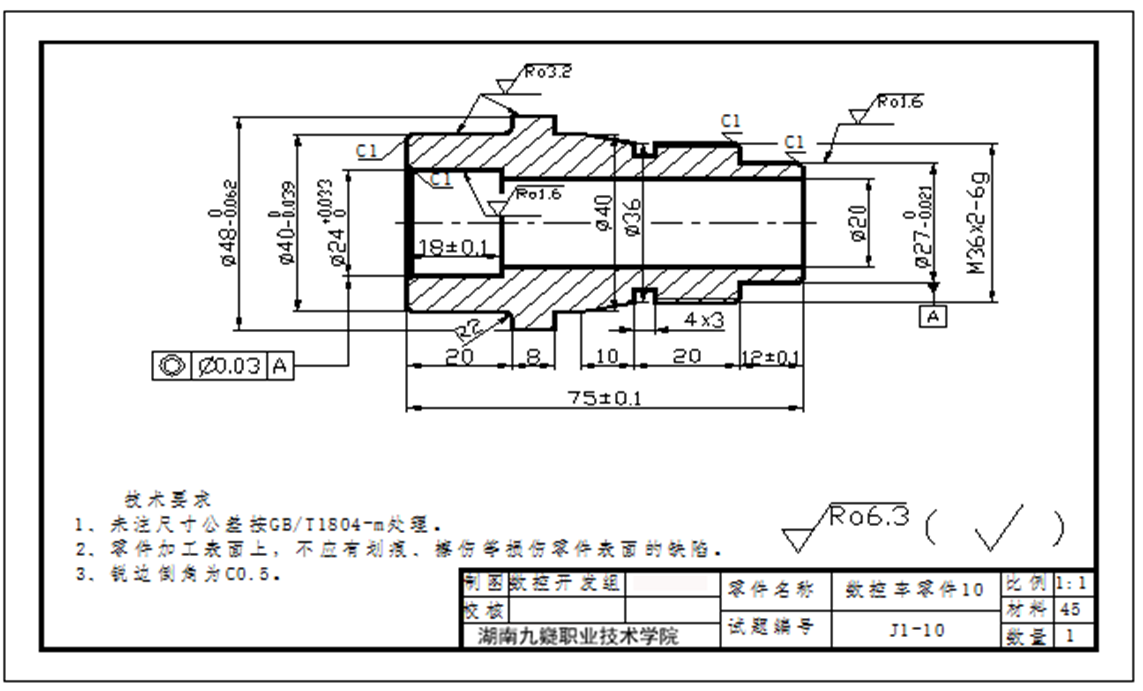 Ra3.2
Ra1.6
C1
C1
C1
C1
Ra1.6
ø48 0 -0.062
ø40 0 -0.039
ø24 +0.033 0
18±0.1
ø40
ø36
ø20
ø27 0 -0.021
M36x2-6g
A
R2
4x3
◎ Ø0.03 A
20
8
10
20
12±0.1
75±0.1
技术要求
1、未注尺寸公差按GB/T1804-m处理。
2、零件加工表面上，不应有划痕、擦伤等损伤零件表面的缺陷。
3、锐边倒角为C0.5。
Ra6.3 ( )
制图 数控开发组 零件名称 数控车零件10 比例 1:1
校核 材料 45
湖南九嶷职业技术学院 试题编号 J1-10 数量 1